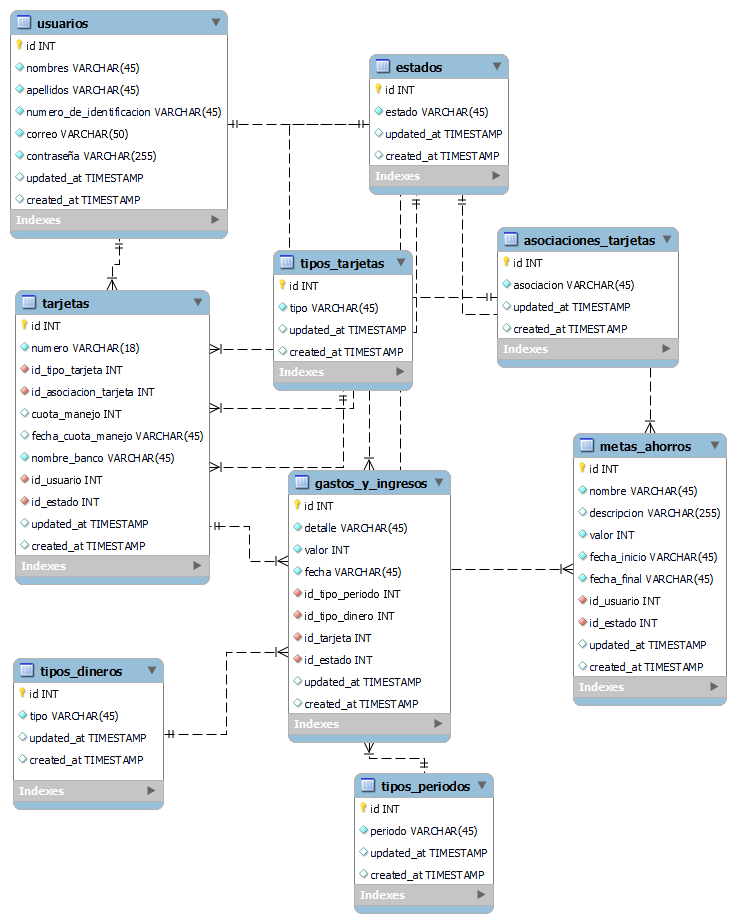 usuarios
id INT
nombres VARCHAR(45)
apellidos VARCHAR(45)
numero_de_identificacion VARCHAR(45)
correo VARCHAR(50)
contraseña VARCHAR(255)
updated_at TIMESTAMP
created_at TIMESTAMP
Indexes
estados
id INT
estado VARCHAR(45)
updated_at TIMESTAMP
created_at TIMESTAMP
Indexes
asociaciones_tarjetas
id INT
asociacion VARCHAR(45)
updated_at TIMESTAMP
created_at TIMESTAMP
Indexes
tipos_tarjetas
id INT
tipo VARCHAR(45)
updated_at TIMESTAMP
created_at TIMESTAMP
Indexes
tarjetas
id INT
numero VARCHAR(18)
id_tipo_tarjeta INT
id_asociacion_tarjeta INT
cuota_manejo INT
fecha_cuota_manejo VARCHAR(45)
nombre_banco VARCHAR(45)
id_usuario INT
id_estado INT
updated_at TIMESTAMP
created_at TIMESTAMP
Indexes
metas_ahorros
id INT
nombre VARCHAR(45)
descripcion VARCHAR(255)
valor INT
fecha_inicio VARCHAR(45)
fecha_final VARCHAR(45)
id_usuario INT
id_estado INT
updated_at TIMESTAMP
created_at TIMESTAMP
Indexes
gastos_y_ingresos
id INT
detalle VARCHAR(45)
valor INT
fecha VARCHAR(45)
id_tipo_periodo INT
id_tipo_dinero INT
id_tarjeta INT
id_estado INT
updated_at TIMESTAMP
created_at TIMESTAMP
Indexes
tipos_dineros
id INT
tipo VARCHAR(45)
updated_at TIMESTAMP
created_at TIMESTAMP
Indexes
tipos_periodos
id INT
periodo VARCHAR(45)
updated_at TIMESTAMP
created_at TIMESTAMP
Indexes